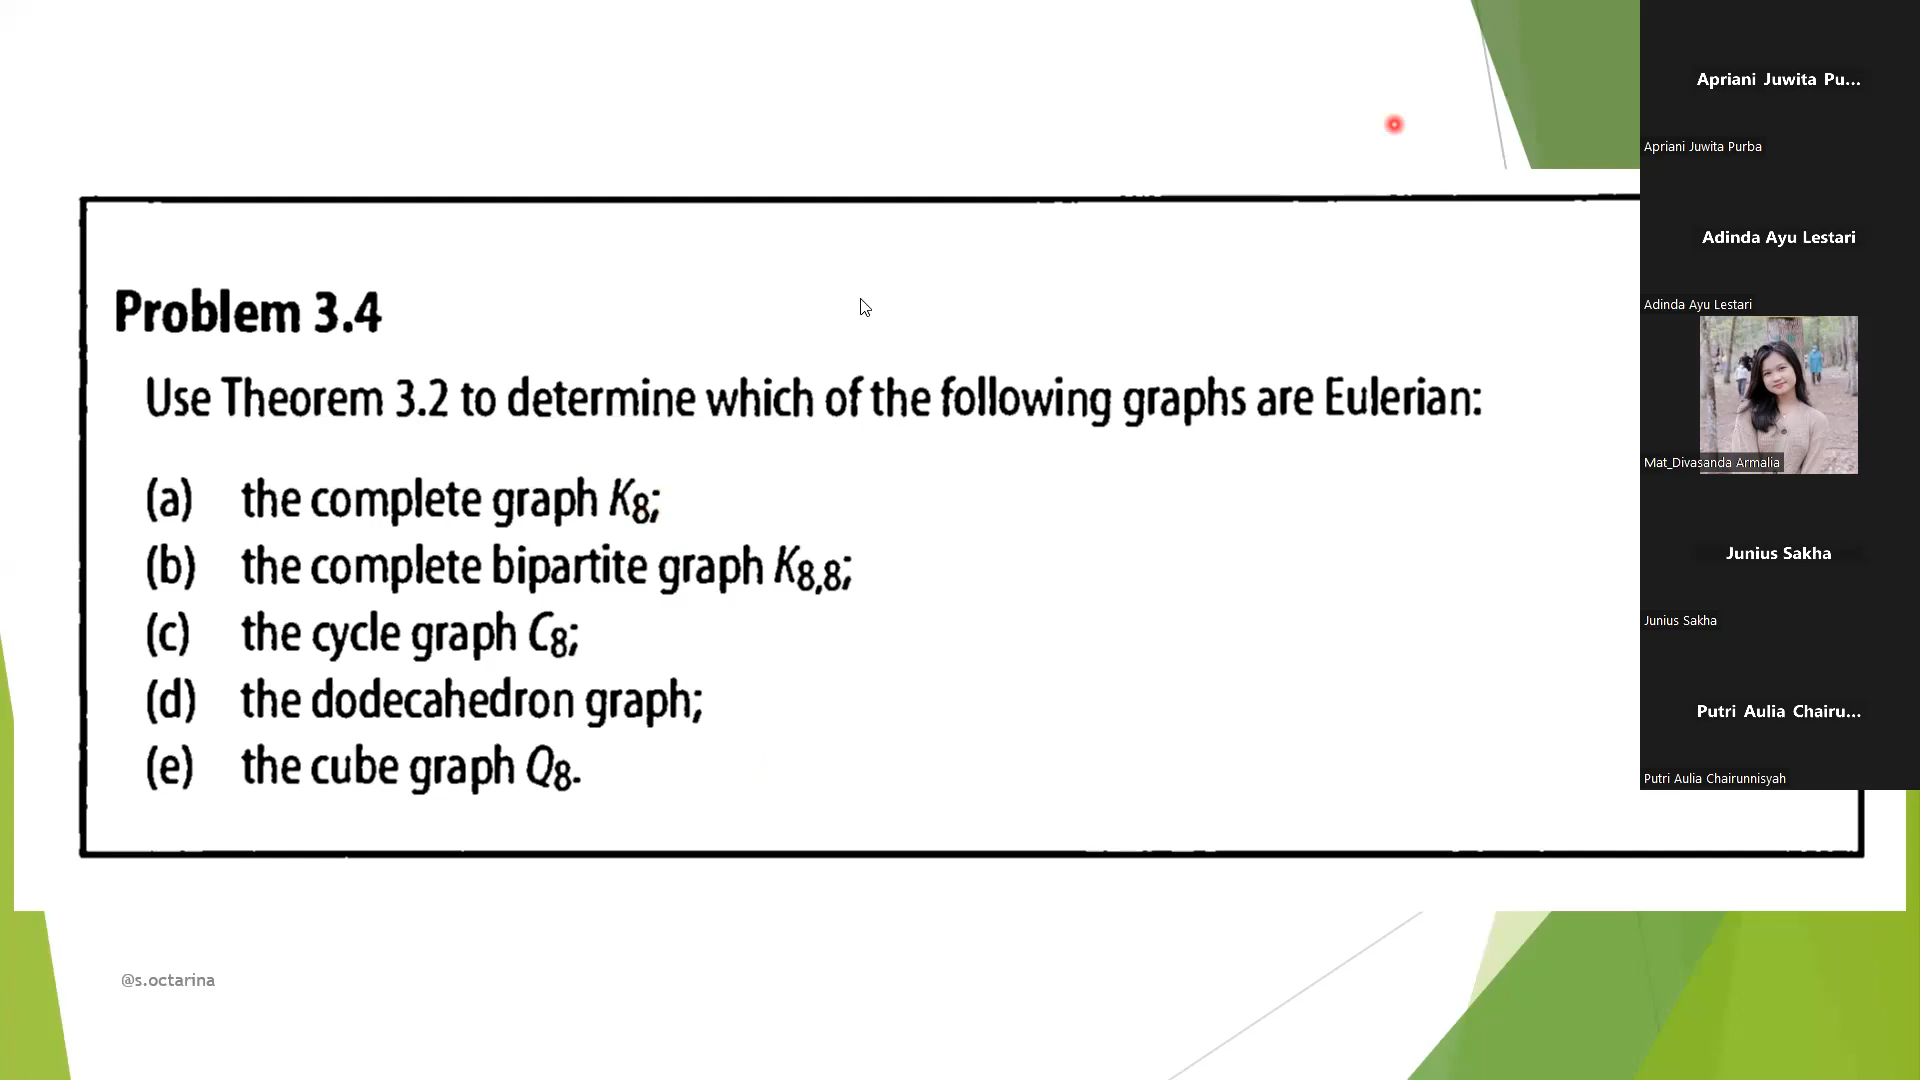 Problem 3.4
Use Theorem 3.2 to determine which of the following graphs are Eulerian:
(a) the complete graph K8;
(b) the complete bipartite graph K8,8;
(c) the cycle graph C8;
(d) the dodecahedron graph;
(e) the cube graph Q8.
@s.octarina
Apriani Juwita Pu...
Apriani Juwita Purba
Adinda Ayu Lestari
Adinda Ayu Lestari
Mat_Divasanda Armalia
Junius Sakha
Junius Sakha
Putri Aulia Chairu...
Putri Aulia Chairunnisyah